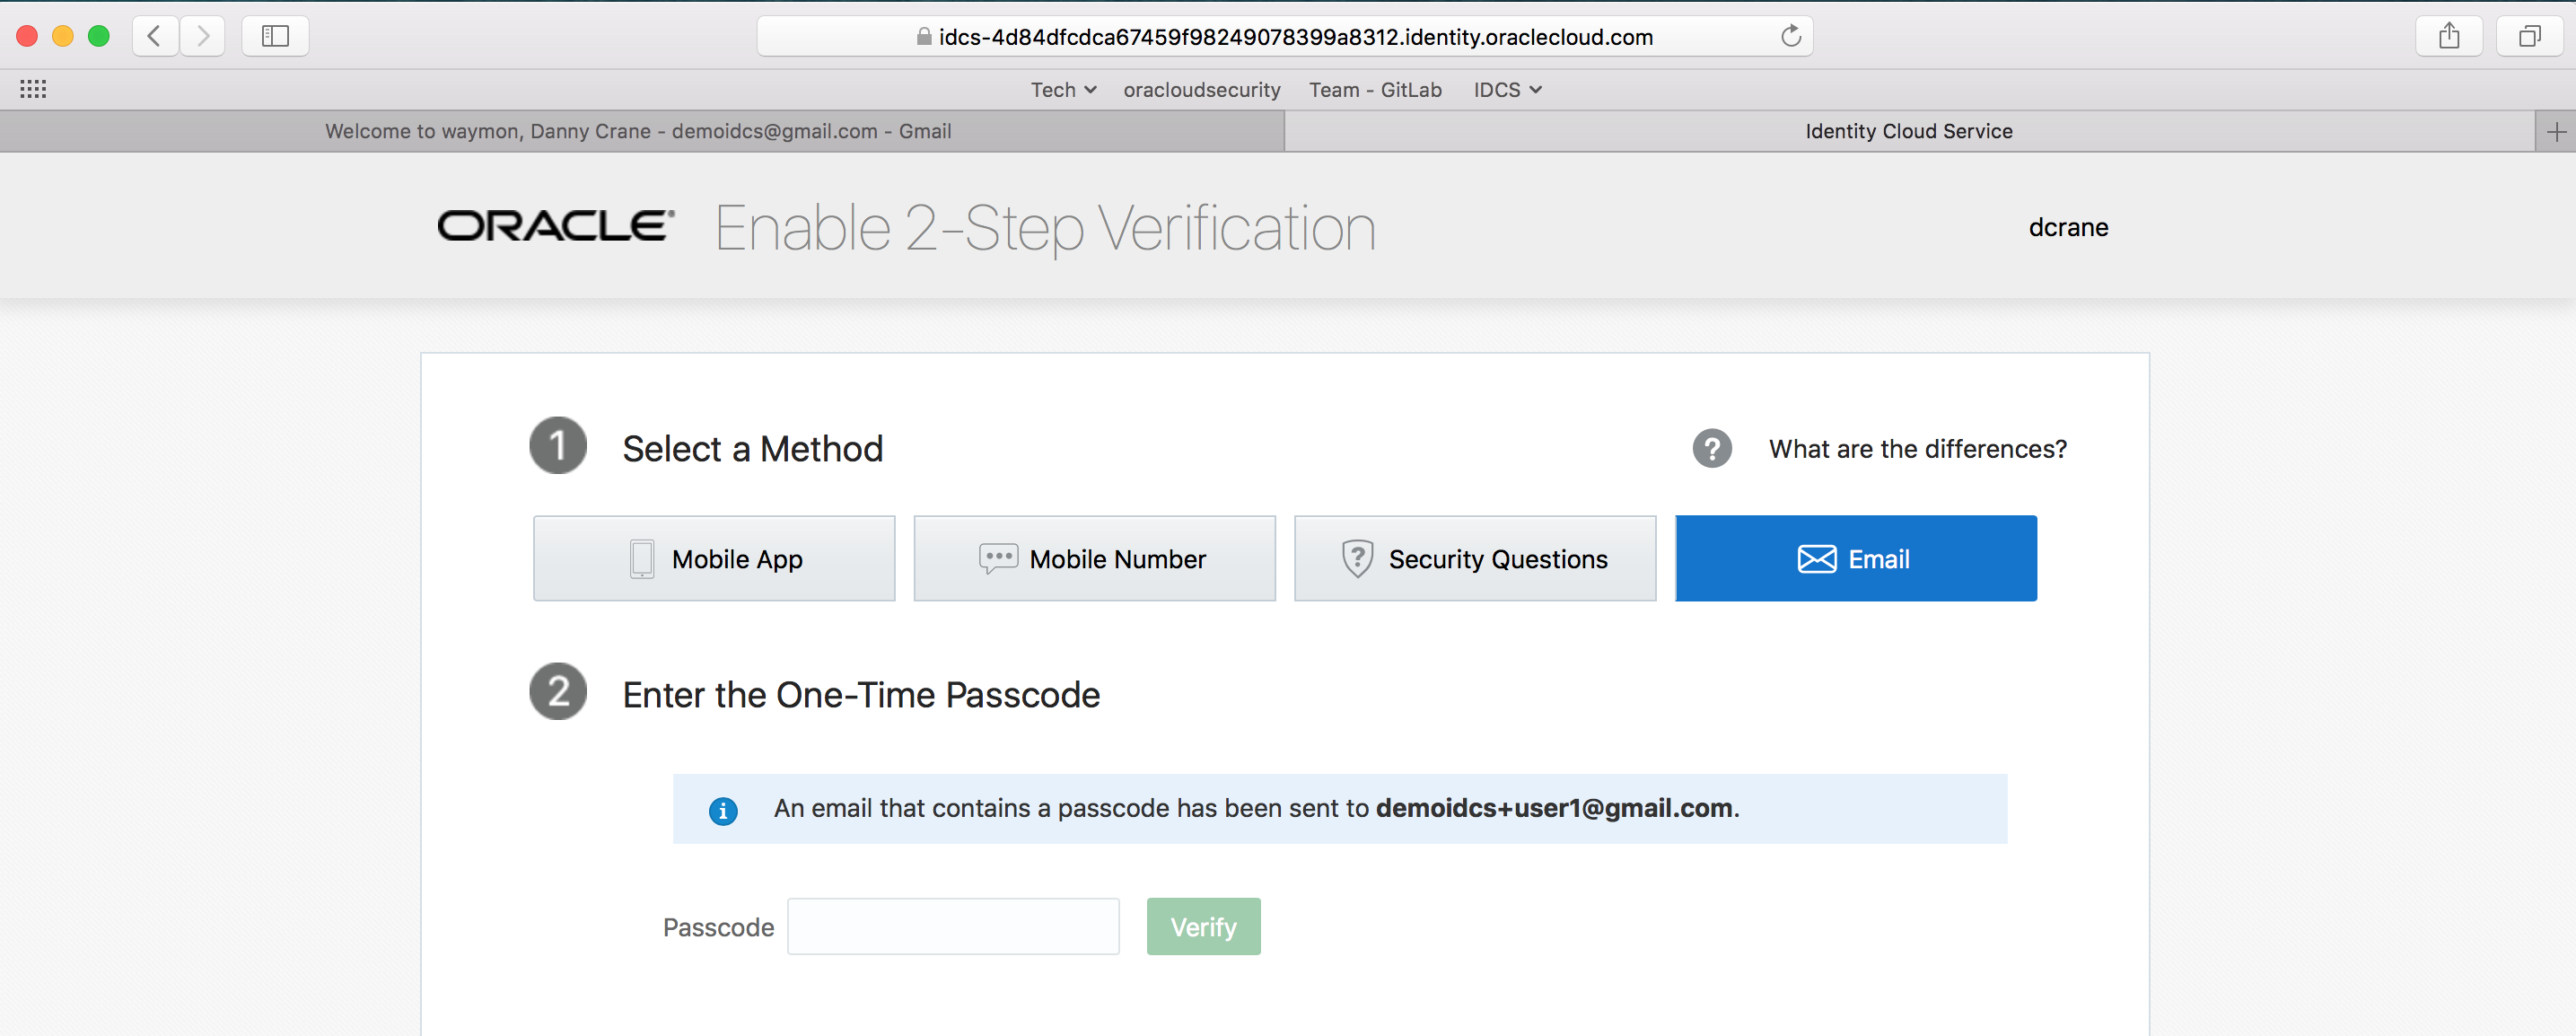 idcs-4d84dfcdca67459f98249078399a8312.identity.oraclecloud.com
Tech oracloudsecurity Team - GitLab IDCS
Welcome to waymon, Danny Crane - demoidcs@gmail.com - Gmail Identity Cloud Service
ORACLE® Enable 2-Step Verification dcrane
1 Select a Method ? What are the differences?
Mobile App Mobile Number ? Security Questions Email
2 Enter the One-Time Passcode
i An email that contains a passcode has been sent to demoidcs+user1@gmail.com.
Passcode Verify